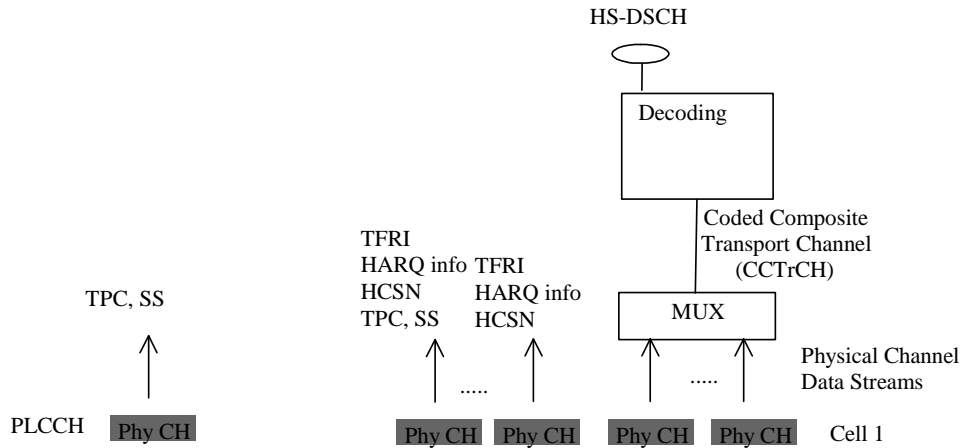 HS-DSCH
Decoding
Coded Composite
Transport Channel
(CCTrCH)
TFRI
HARQ info
HCSN
TPC, SS
TFRI
HARQ info
HCSN
TPC, SS
MUX
.....
.....
Physical Channel
Data Streams
PLCCH
Phy CH
Phy CH
Phy CH
Phy CH
Phy CH
Cell 1